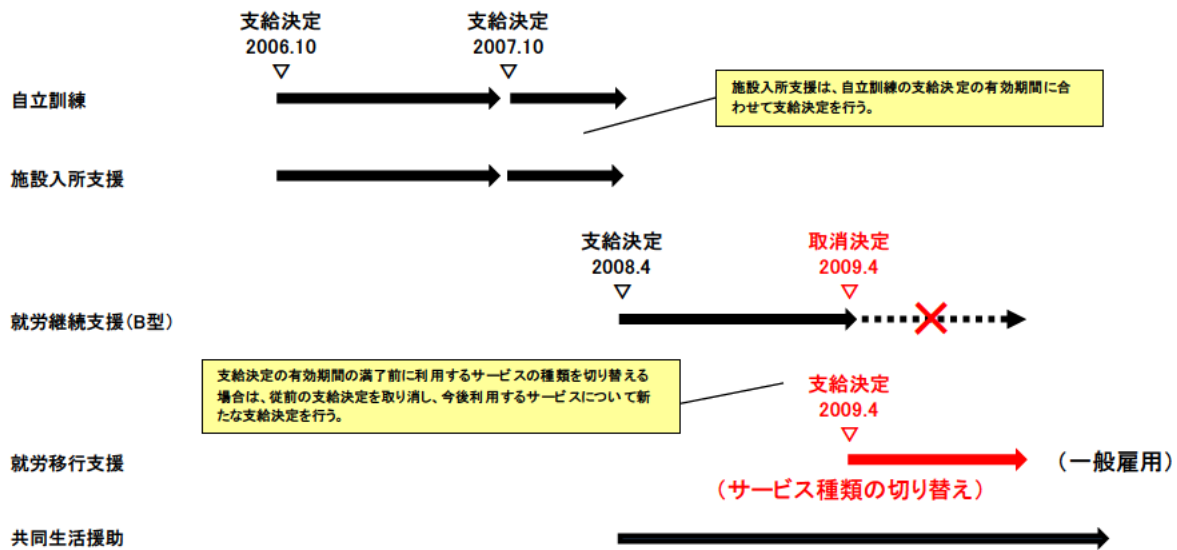 支給決定
2006.10
▽
支給決定
2007.10
▽
自立訓練
施設入所支援は、自立訓練の支給決定の有効期間に合
わせて支給決定を行う。
施設入所支援
支給決定
2008.4
▽
取消決定
2009.4
▽
就労継続支援(B型)
支給決定の有効期間の満了前に利用するサービスの種類を切り替える
場合は、従前の支給決定を取り消し、今後利用するサービスについて新
たな支給決定を行う。
支給決定
2009.4
▽
就労移行支援
(一般雇用)
(サービス種類の切り替え)
共同生活援助